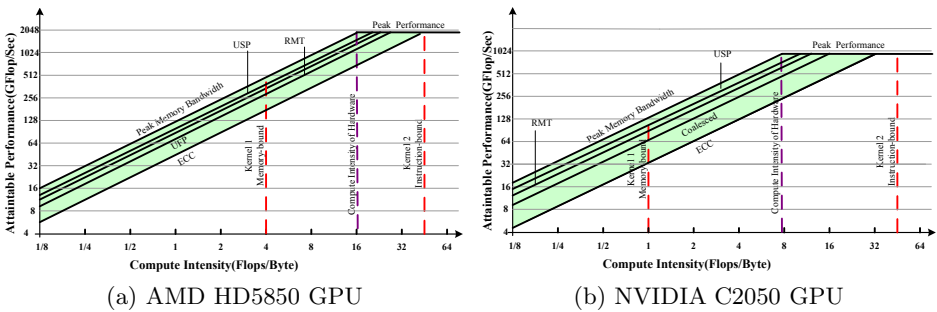 Attaintable Performance(GFlop/Sec)
2048
1024
512
256
128
64
32
16
8
4
1/8
1/4
1/2
1
2
4
8
16
32
64
Compute Intensity(Flops/Byte)
Peak Performance
USP
RMT
Peak Memory Bandwidth
UFP
ECC
Kernel 1
Memory-bound
Compute Intensity of Hardware
Kernel 2
Instruction-bound
(a) AMD HD5850 GPU
Attaintable Performance(GFlop/Sec)
1024
512
256
128
64
32
16
8
4
1/8
1/4
1/2
1
2
4
8
16
32
64
Compute Intensity(Flops/Byte)
Peak Performance
USP
RMT
Peak Memory Bandwidth
Coalesced
ECC
Kernel 1
Memory-bound
Compute Intensity of Hardware
Kernel 2
Instruction-bound
(b) NVIDIA C2050 GPU